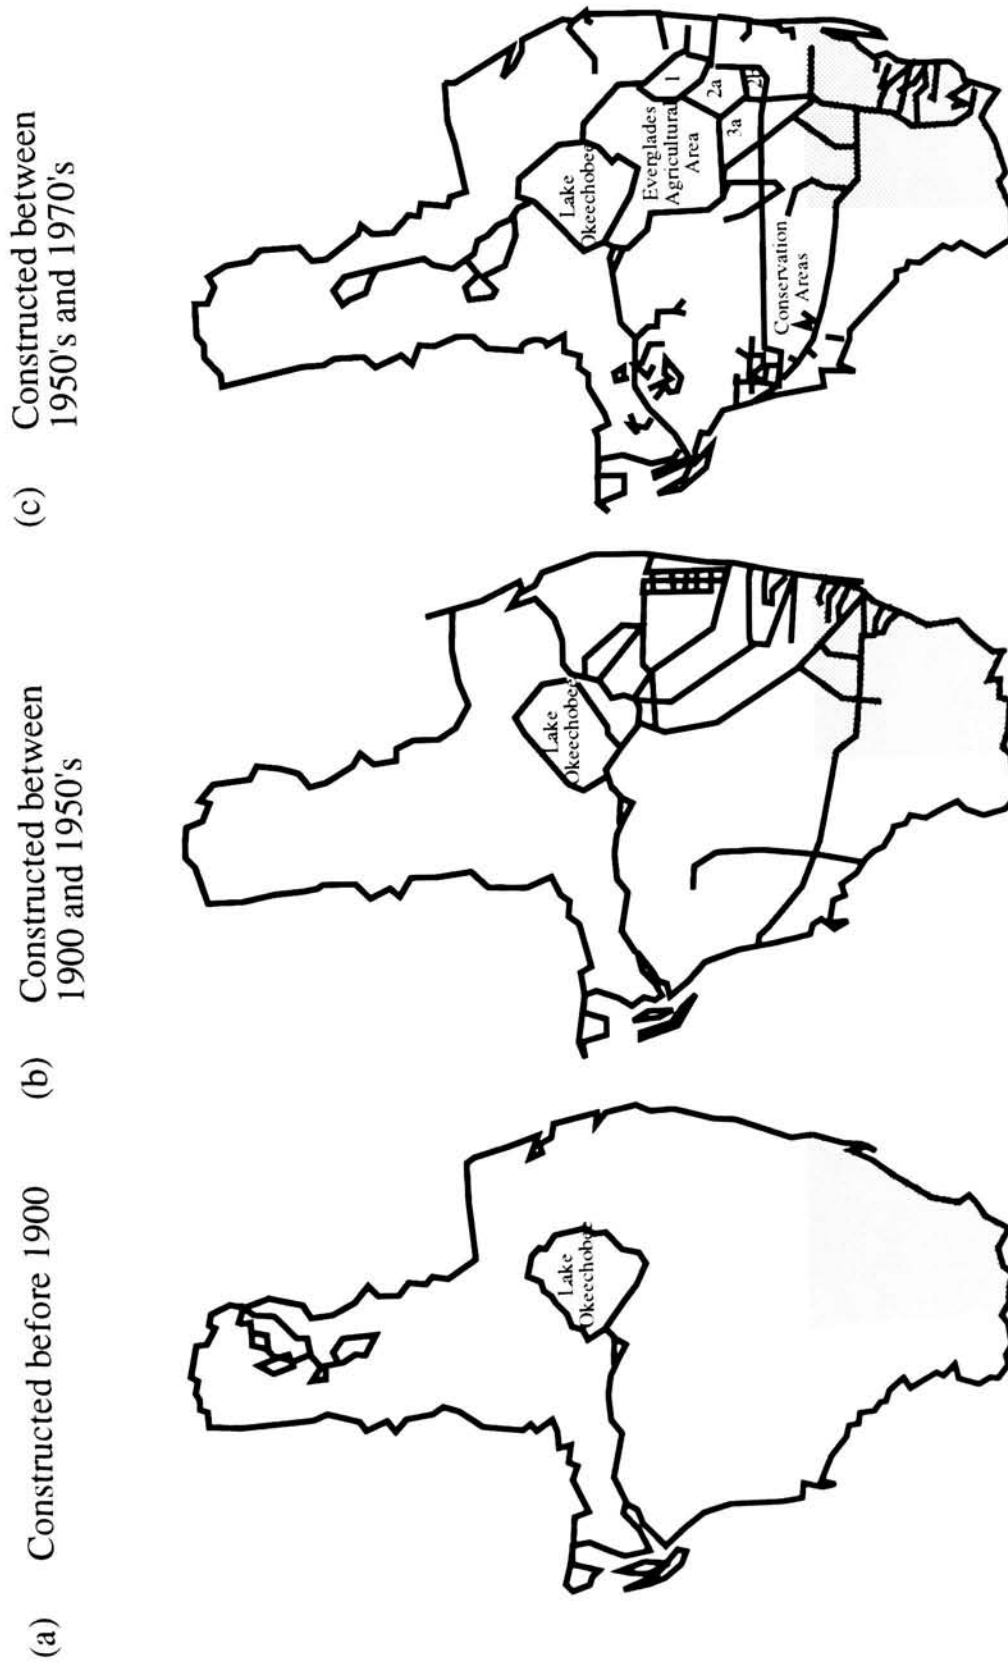 (a) Constructed before 1900
Lake
Okeechobee
(b) Constructed between
1900 and 1950's
Lake
Okeechobee
(c) Constructed between
1950's and 1970's
Lake
Okeechobee
Everglades
Agricultural
Area
1
2a
2b
3a
Conservation
Areas